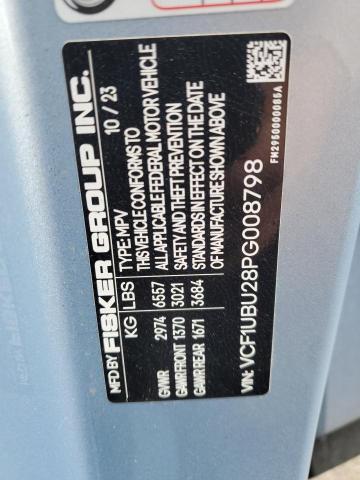 MFD BY FISKER GROUP INC.
KG LBS TYPE: MPV 10 / 23
GVWR 2974 6557
GAWR FRONT 1370 3021
GAWR REAR 1671 3684
THIS VEHICLE CONFORMS TO
ALL APPLICABLE FEDERAL MOTOR VEHICLE
SAFETY AND THEFT PREVENTION
STANDARDS IN EFFECT ON THE DATE
OF MANUFACTURE SHOWN ABOVE
VIN: VCF1UBU28PG008798
FM29500000065A